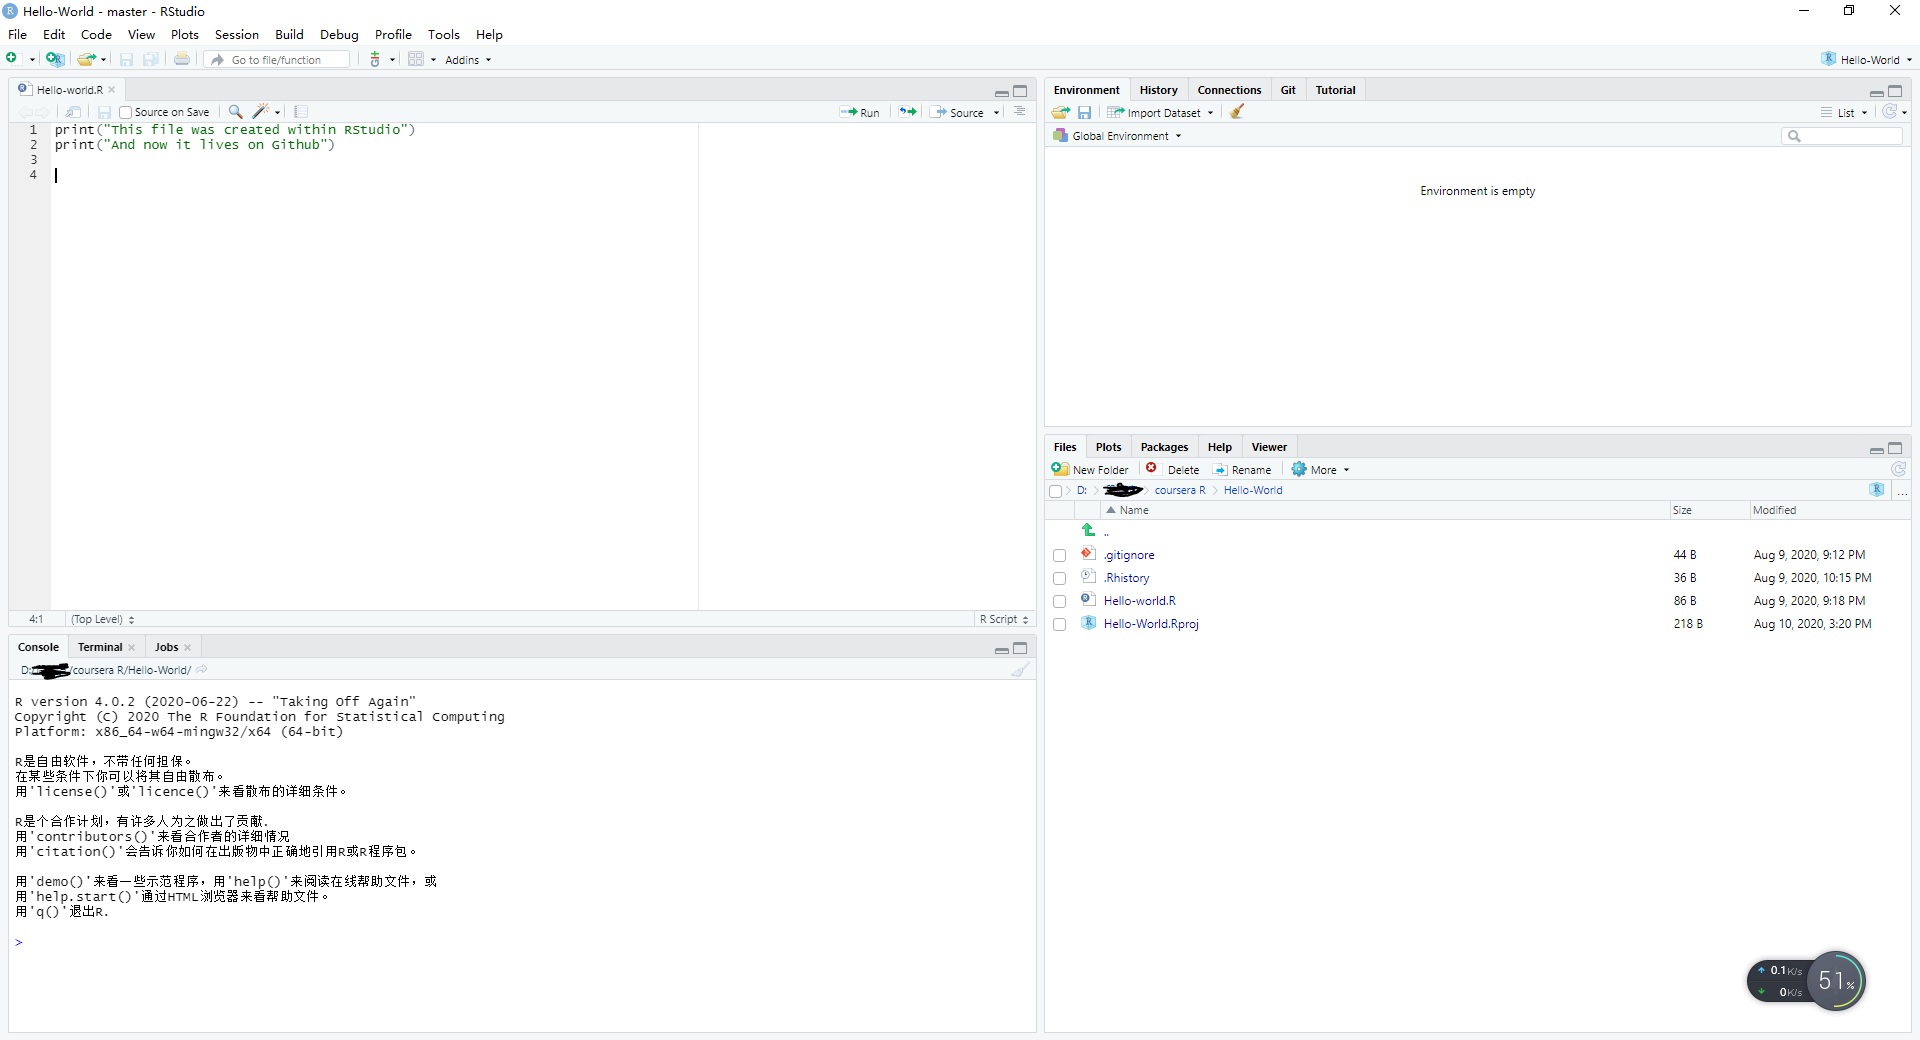 Hello-World - master - RStudio
File Edit Code View Plots Session Build Debug Profile Tools Help
Go to file/function Addins Hello-World
Hello-world.R
Source on Save Run Source
1 print("This file was created within RStudio")
2 print("And now it lives on Github")
3
4
4:1 (Top Level) R Script
Console Terminal Jobs
D: /coursera R/Hello-World/
R version 4.0.2 (2020-06-22) -- "Taking Off Again"
Copyright (C) 2020 The R Foundation for Statistical Computing
Platform: x86_64-w64-mingw32/x64 (64-bit)
R是自由软件，不带任何担保。
在某些条件下你可以将其自由散布。
用'license()'或'licence()'来看散布的详细条件。
R是个合作计划，有许多人为之做出了贡献.
用'contributors()'来看合作者的详细情况
用'citation()'会告诉你如何在出版物中正确地引用R或R程序包。
用'demo()'来看一些示范程序，用'help()'来阅读在线帮助文件，或
用'help.start()'通过HTML浏览器来看帮助文件。
用'q()'退出R.
>
Environment History Connections Git Tutorial
Import Dataset List
Global Environment
Environment is empty
Files Plots Packages Help Viewer
New Folder Delete Rename More
D: coursera R Hello-World ...
Name Size Modified
..
.gitignore 44 B Aug 9, 2020, 9:12 PM
.Rhistory 36 B Aug 9, 2020, 10:15 PM
Hello-world.R 86 B Aug 9, 2020, 9:18 PM
Hello-World.Rproj 218 B Aug 10, 2020, 3:20 PM
0.1K/s
0K/s
51%